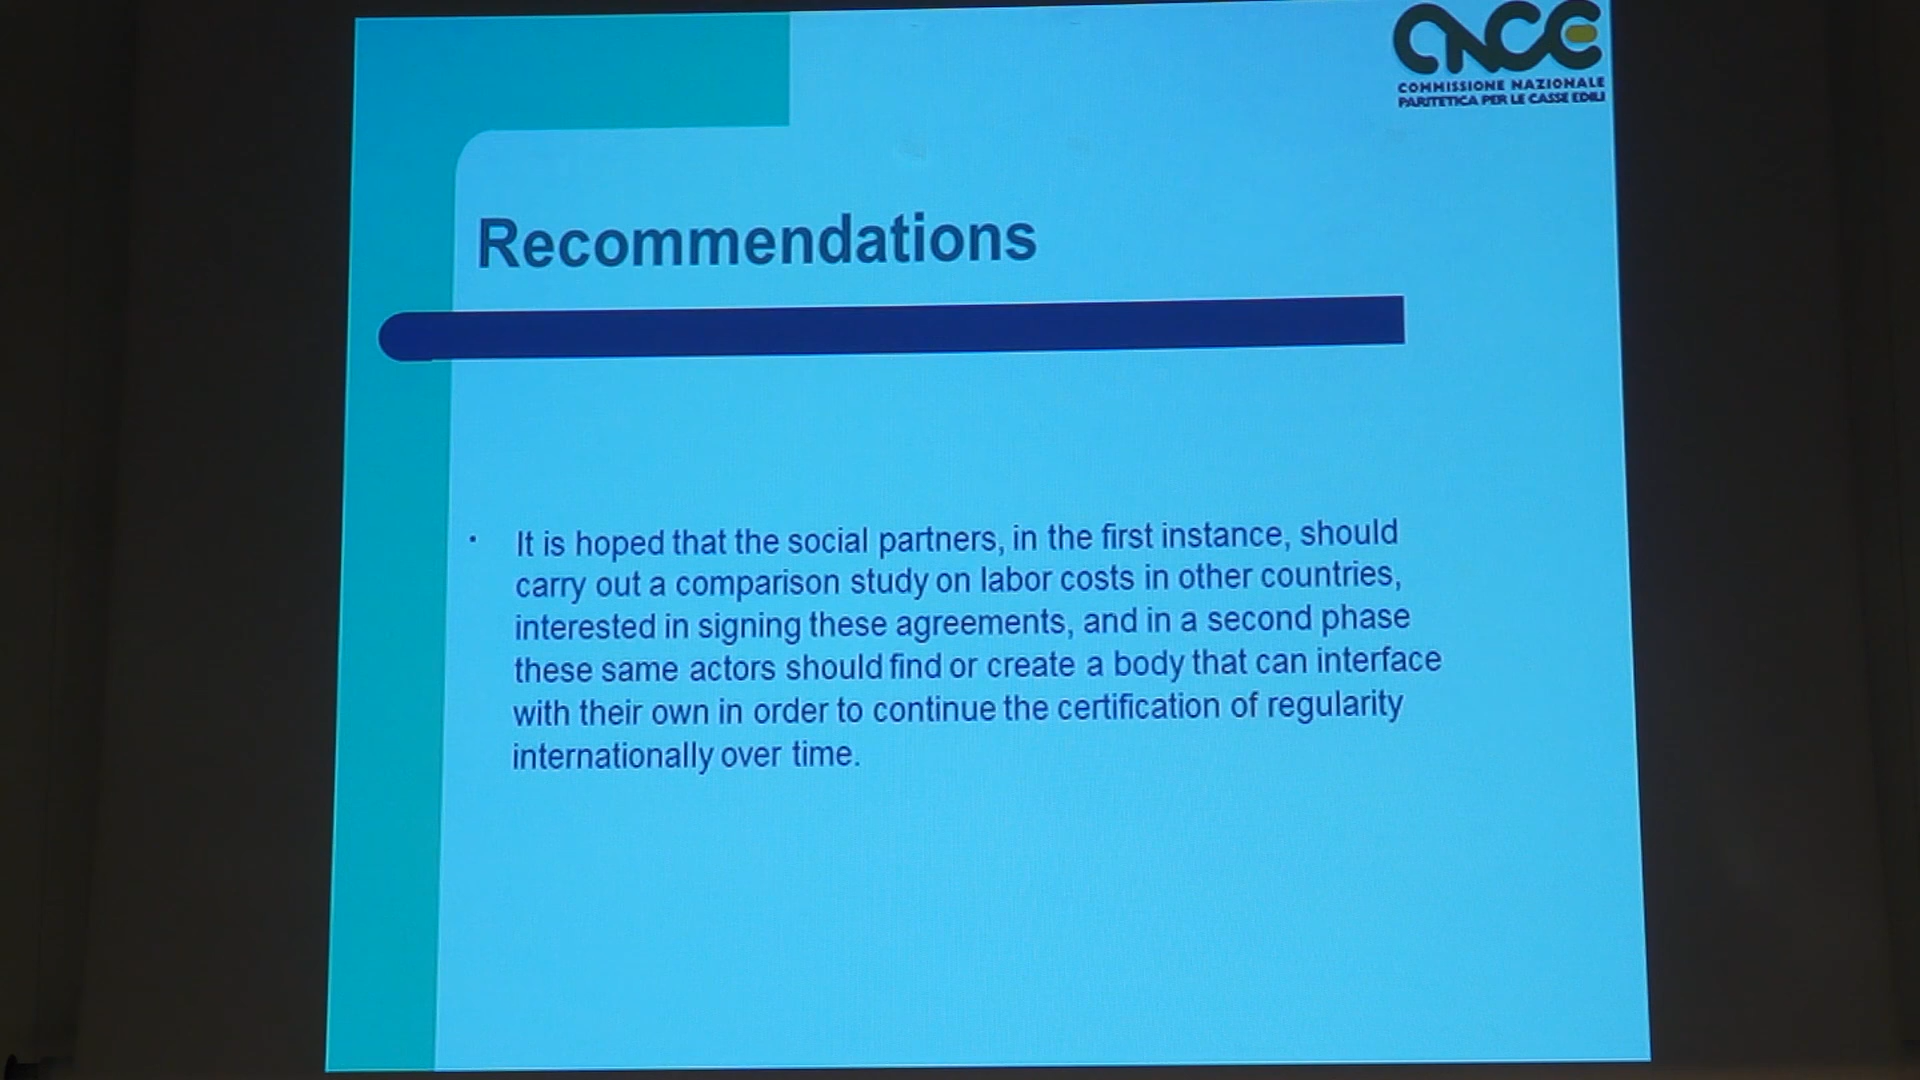 CNCE
COMMISSIONE NAZIONALE
PARITETICA PER LE CASSE EDILI
Recommendations
• It is hoped that the social partners, in the first instance, should
carry out a comparison study on labor costs in other countries,
interested in signing these agreements, and in a second phase
these same actors should find or create a body that can interface
with their own in order to continue the certification of regularity
internationally over time.